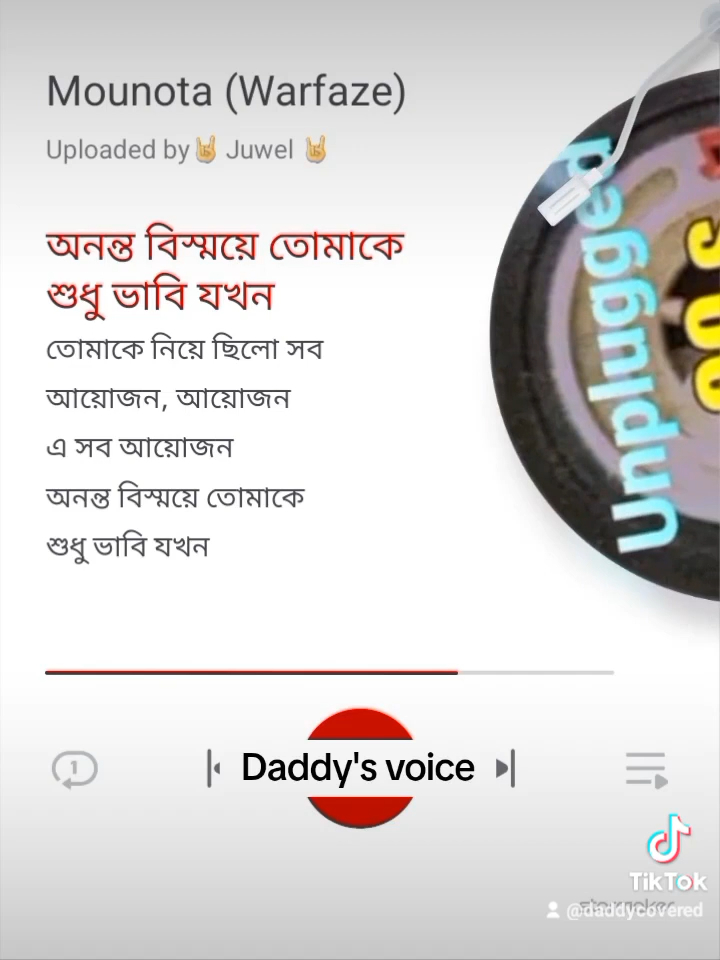 Mounota (Warfaze)
Uploaded by🤘 Juwel 🤘
অনন্ত বিস্ময়ে তোমাকে
শুধু ভাবি যখন
তোমাকে নিয়ে ছিলো সব
আয়োজন, আয়োজন
এ সব আয়োজন
অনন্ত বিস্ময়ে তোমাকে
শুধু ভাবি যখন
Unplugged
1
Daddy's voice
TikTok
@daddycovered